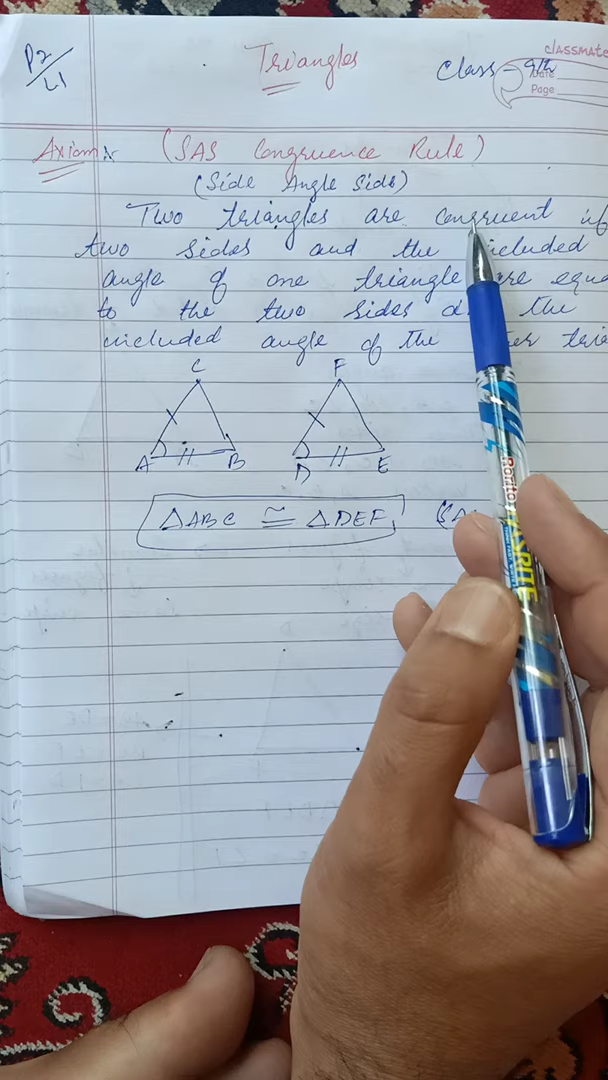 P2/L1
Triangles
Class - 9th
classmate
Date
Page
Axiom:- (SAS Congruence Rule)
(Side Angle Side)
Two triangles are congruent if
two sides and the included
angle of one triangle are equa
to the two sides the
included angle of the
C F
A B D E
△ABC ≅ △DEF,